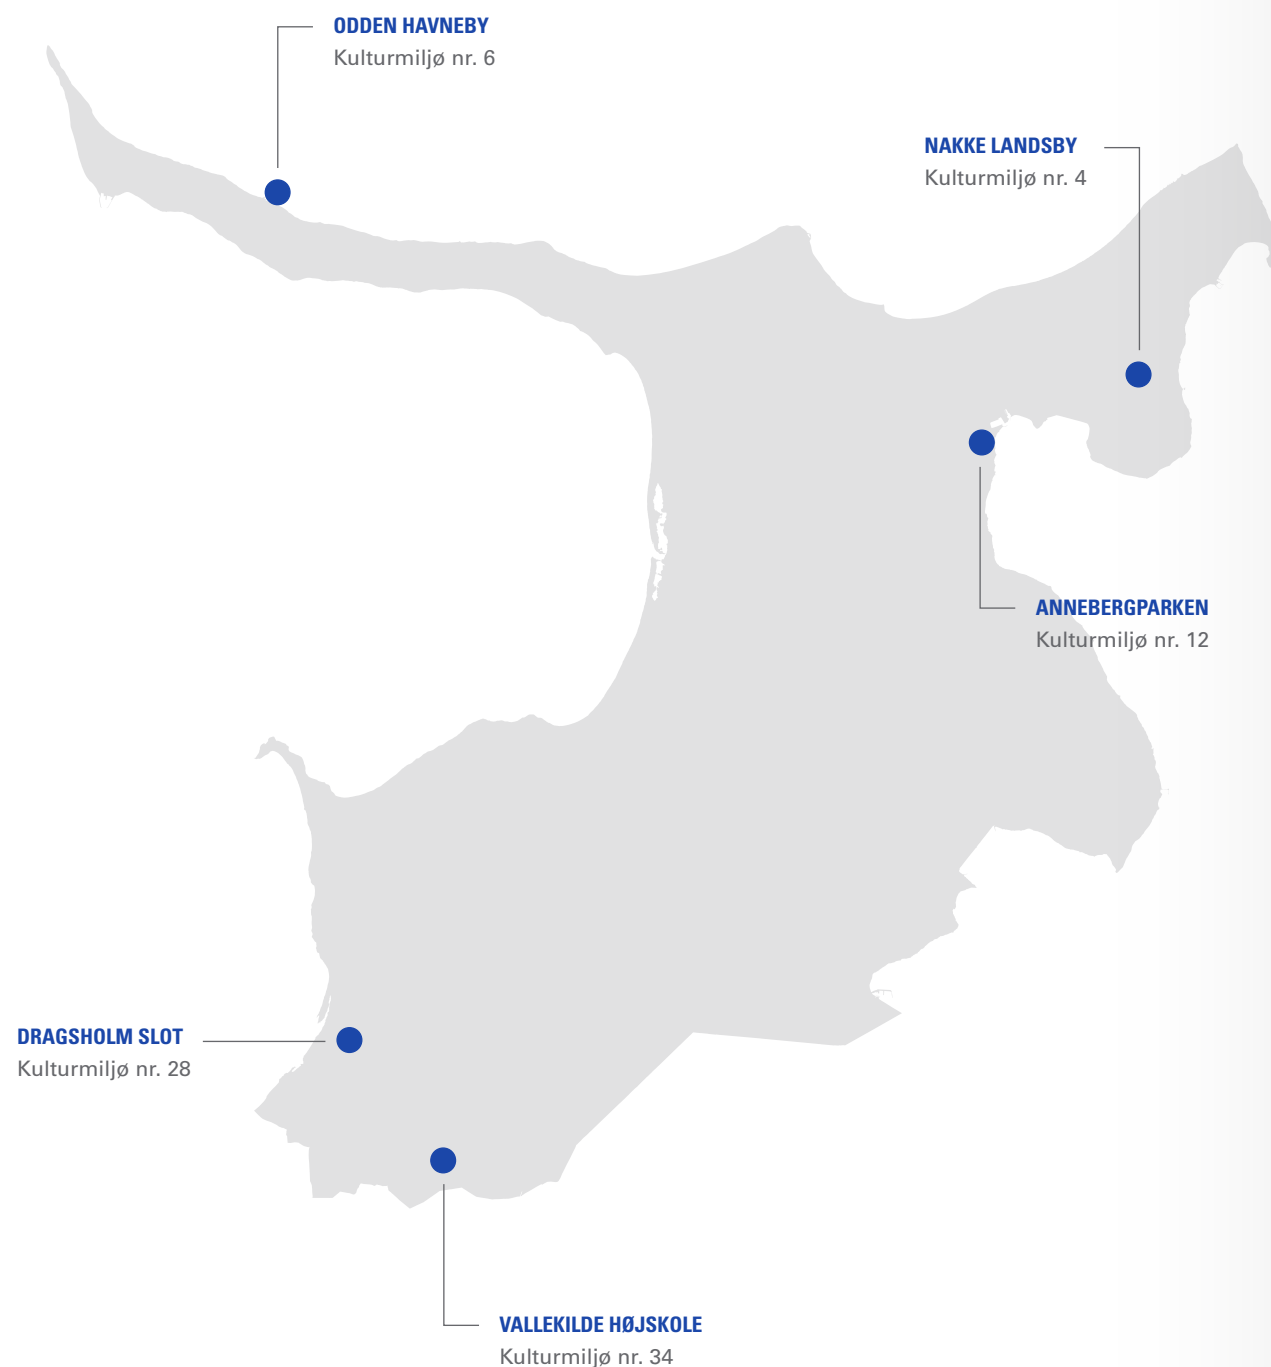 ODDEN HAVNEBY
Kulturmiljø nr. 6
NAKKE LANDSBY
Kulturmiljø nr. 4
ANNEBERGPARKEN
Kulturmiljø nr. 12
DRAGSHOLM SLOT
Kulturmiljø nr. 28
VALLEKILDE HØJSKOLE
Kulturmiljø nr. 34